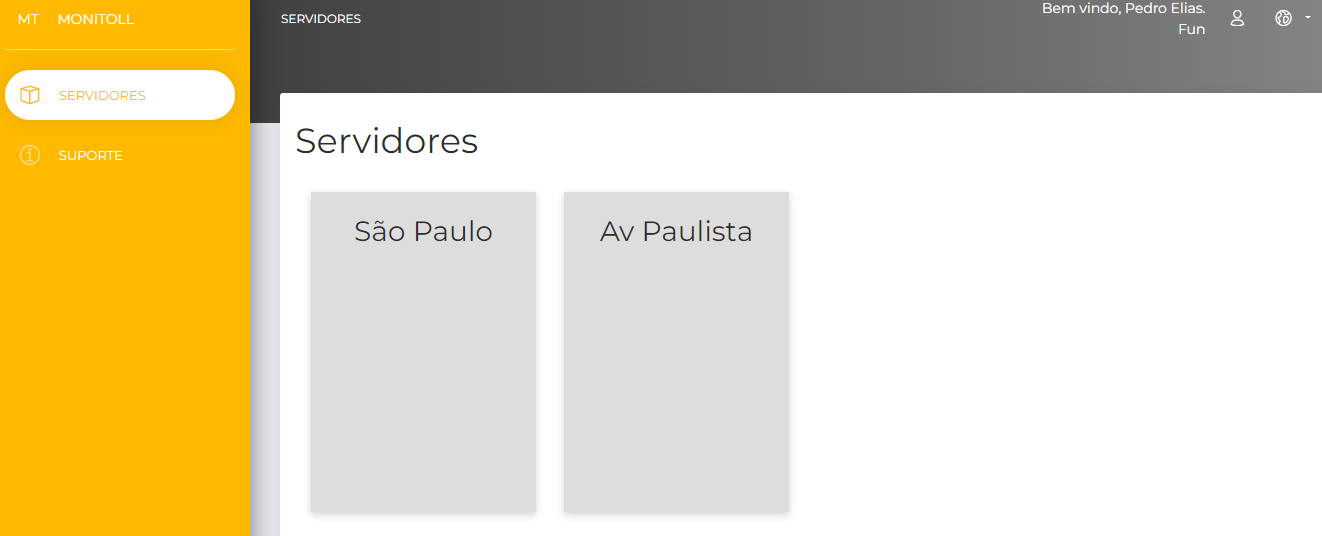 MT MONITOLL
SERVIDORES
SUPORTE
SERVIDORES
Bem vindo, Pedro Elias.
Fun
Servidores
São Paulo
Av Paulista